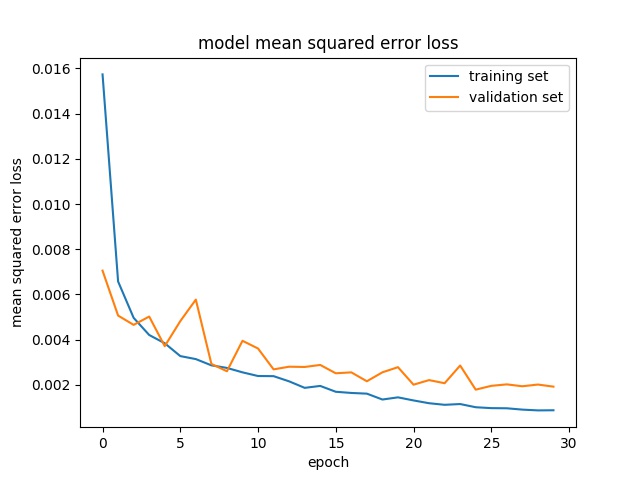 model mean squared error loss
training set
validation set
mean squared error loss
0.016
0.014
0.012
0.010
0.008
0.006
0.004
0.002
0 5 10 15 20 25 30
epoch